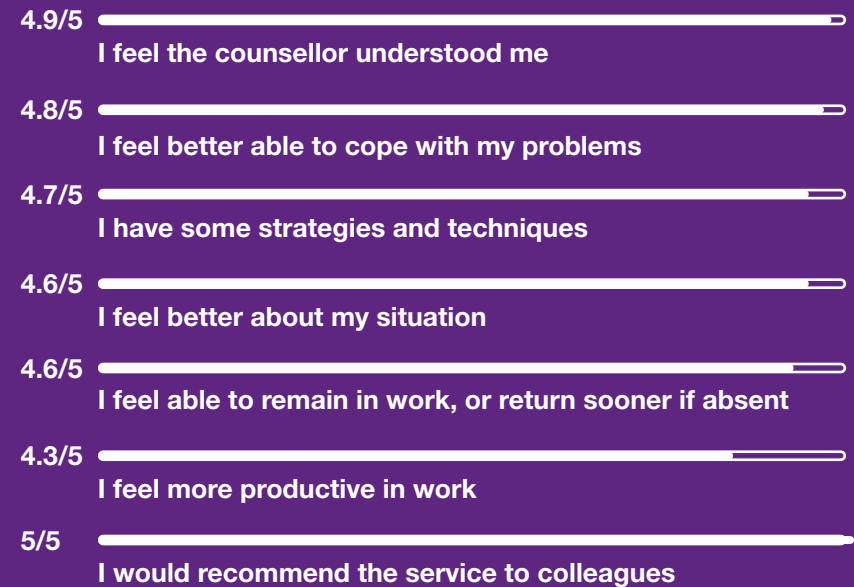 4.9/5
I feel the counsellor understood me
4.8/5
I feel better able to cope with my problems
4.7/5
I have some strategies and techniques
4.6/5
I feel better about my situation
4.6/5
I feel able to remain in work, or return sooner if absent
4.3/5
I feel more productive in work
5/5
I would recommend the service to colleagues